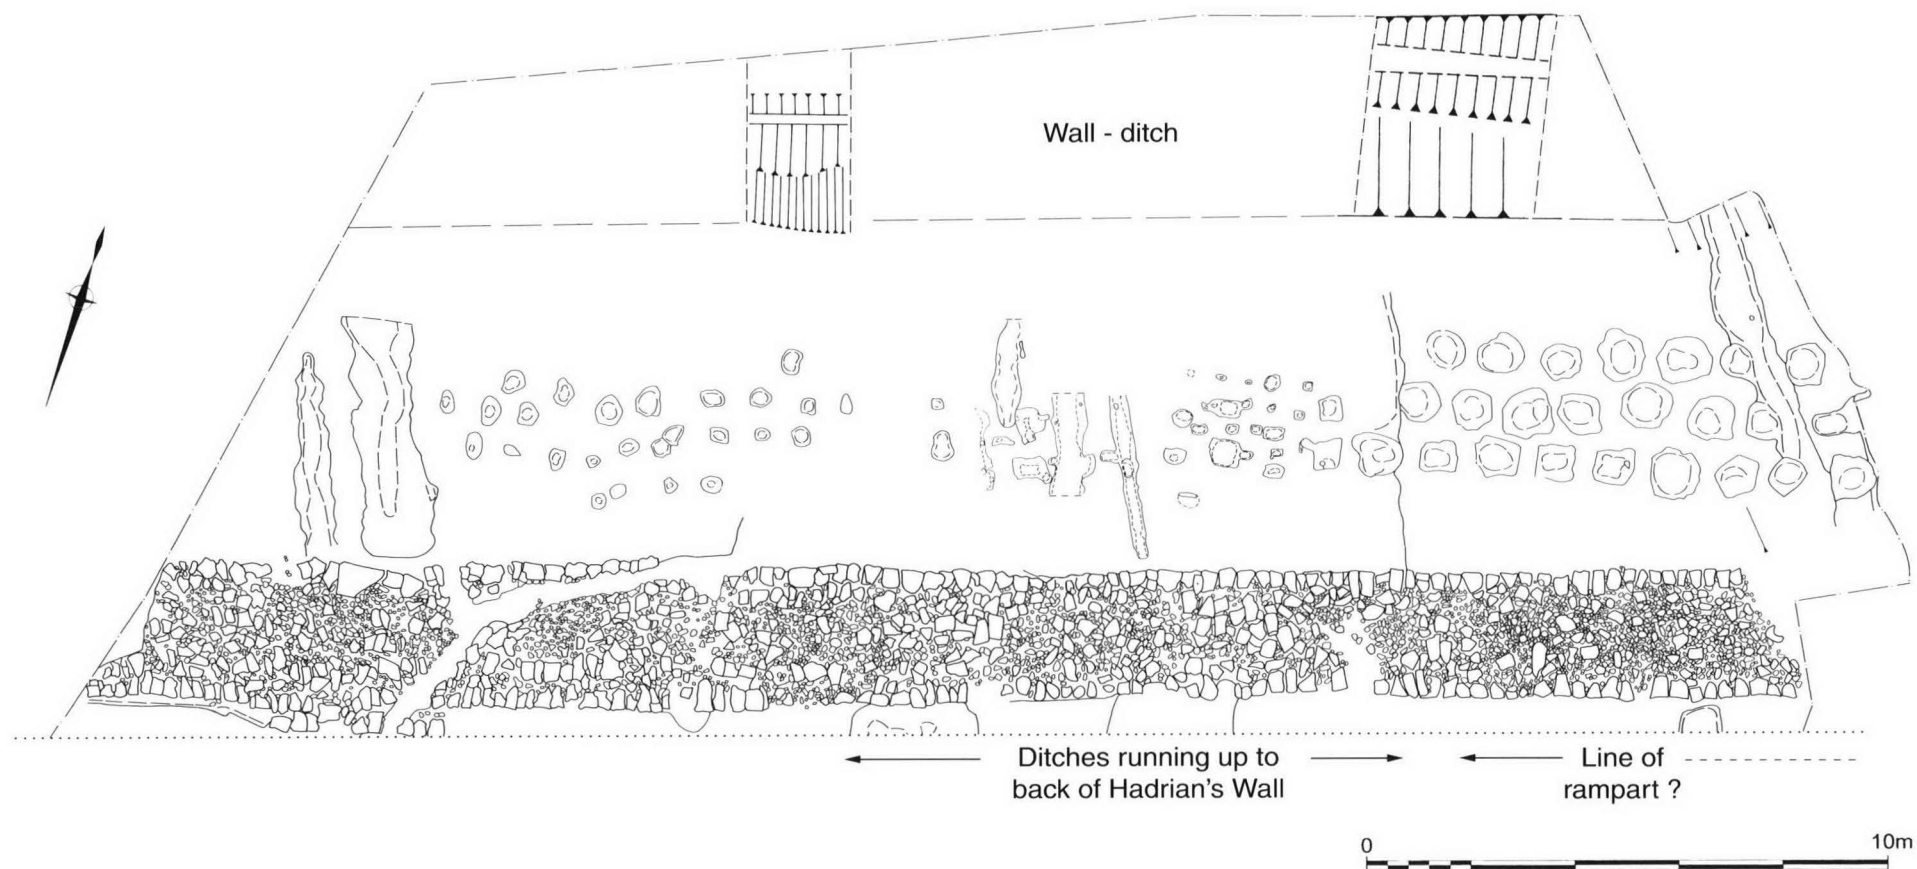 Wall - ditch
Ditches running up to
back of Hadrian's Wall
Line of
rampart ?
0
10m